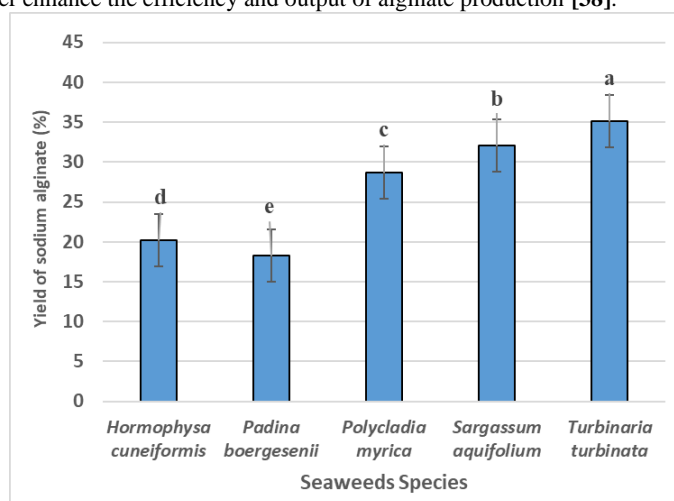 er enhance the efficiency and output of alginate production [58].
45
40
35
30
25
20
15
10
5
0
Yield of sodium alginate (%)
d
e
c
b
a
Hormophysa Padina Polycladia Sargassum Turbinaria
cuneiformis boergesenii myrica aquifolium turbinata
Seaweeds Species